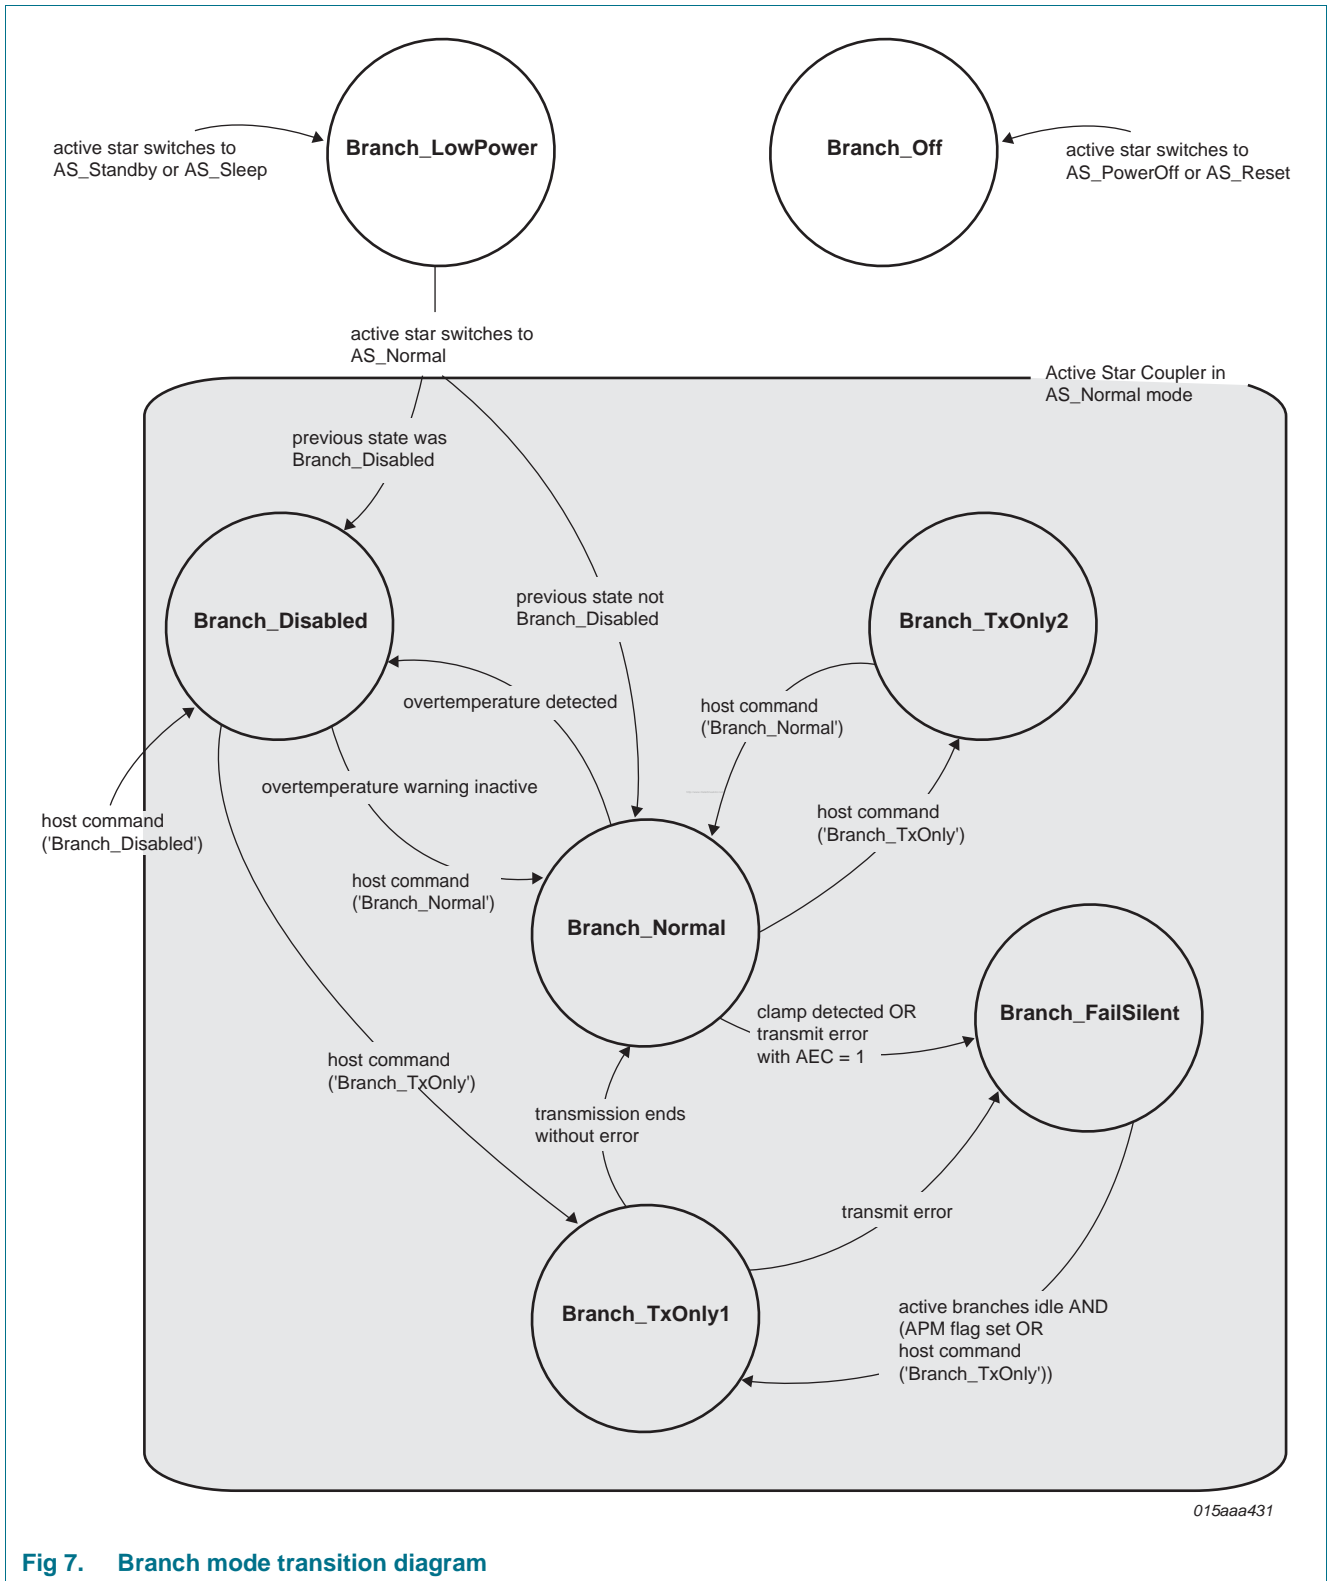 Branch_LowPower
Branch_Off
active star switches to
AS_Standby or AS_Sleep
active star switches to
AS_PowerOff or AS_Reset
active star switches to
AS_Normal
Active Star Coupler in
AS_Normal mode
previous state was
Branch_Disabled
Branch_Disabled
previous state not
Branch_Disabled
Branch_TxOnly2
overtemperature detected
host command
('Branch_Normal')
overtemperature warning inactive
host command
('Branch_Disabled')
host command
('Branch_TxOnly')
host command
('Branch_Normal')
Branch_Normal
clamp detected OR
transmit error
with AEC = 1
Branch_FailSilent
host command
('Branch_TxOnly')
transmission ends
without error
transmit error
Branch_TxOnly1
active branches idle AND
(APM flag set OR
host command
('Branch_TxOnly'))
015aaa431
Fig 7. Branch mode transition diagram